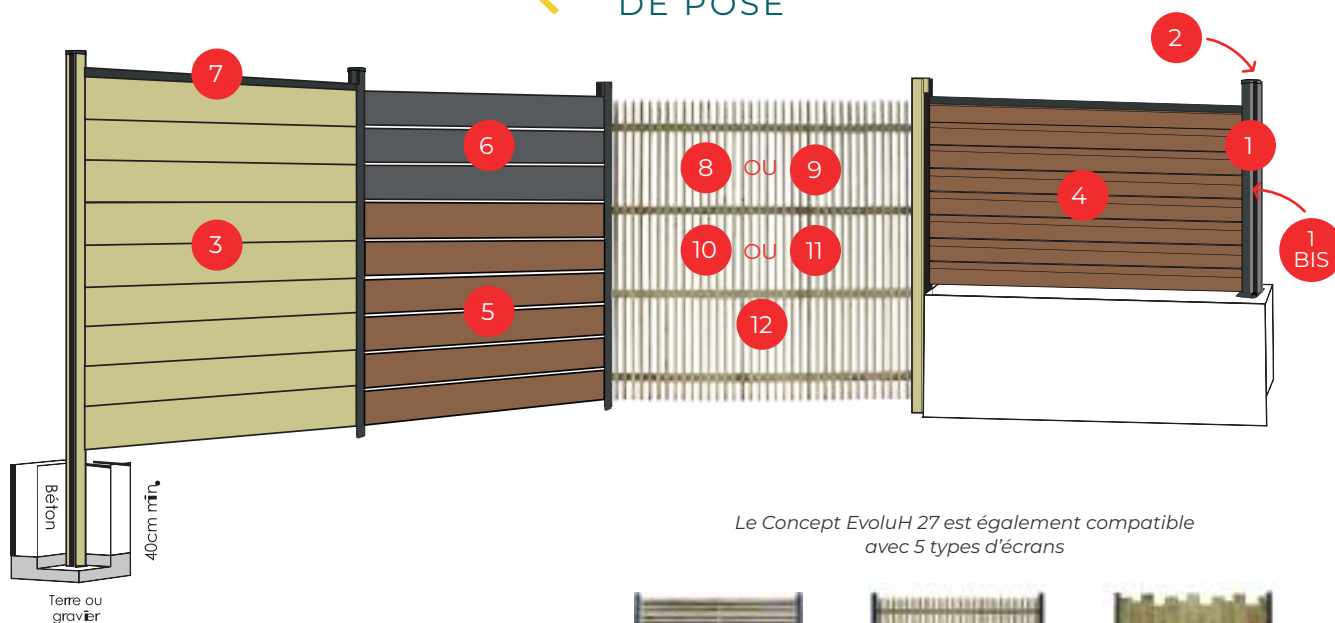 DE POSE
2
7
1
6
8 OU 9
4
3
10 OU 11
1
BIS
5
12
Béton
40cm min.
Terre ou
gravier
Le Concept EvoluH 27 est également compatible
avec 5 types d'écrans